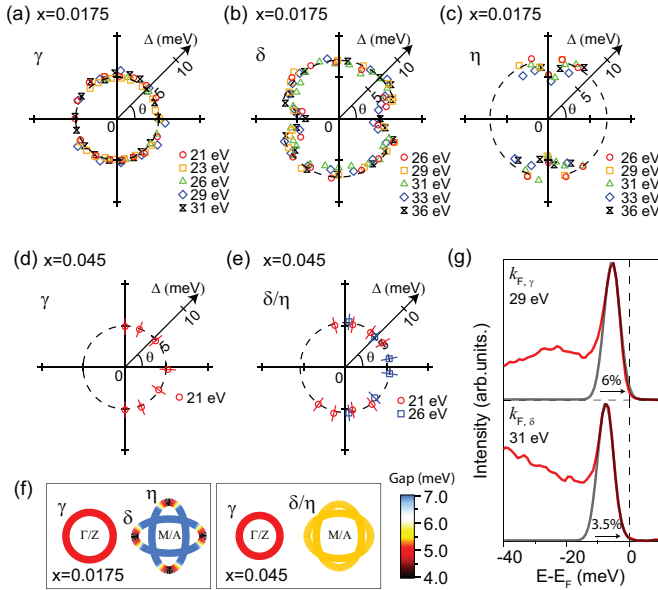 (a) x=0.0175
γ
Δ (meV)
10
5
θ
0
21 eV
23 eV
26 eV
29 eV
31 eV
(b) x=0.0175
δ
Δ (meV)
10
5
θ
0
26 eV
29 eV
31 eV
33 eV
36 eV
(c) x=0.0175
η
Δ (meV)
10
5
θ
0
26 eV
29 eV
31 eV
33 eV
36 eV
(d) x=0.045
γ
Δ (meV)
10
5
θ
0
21 eV
(e) x=0.045
δ/η
Δ (meV)
10
5
θ
0
21 eV
26 eV
(f)
γ
Γ/Z
δ
η
M/A
x=0.0175
γ
Γ/Z
δ/η
M/A
x=0.045
Gap (meV)
7.0
6.0
5.0
4.0
(g)
Intensity (arb.units.)
kF, γ
29 eV
6%
kF, δ
31 eV
3.5%
-40 -20 0
E-EF (meV)